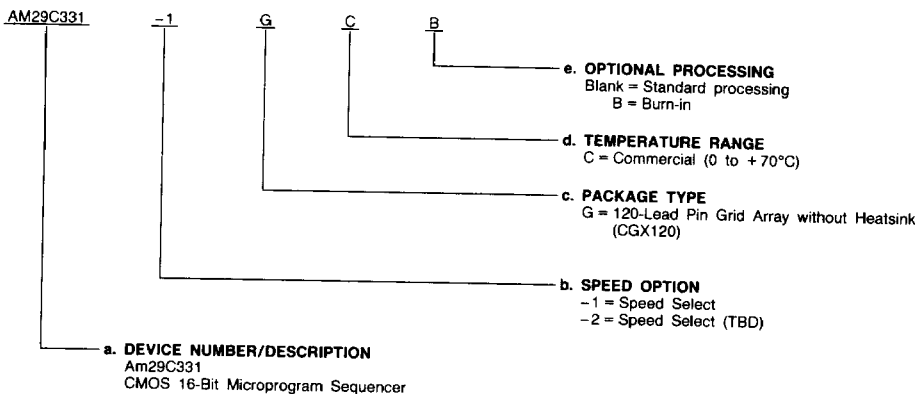 AM29C331 -1 G C B
e. OPTIONAL PROCESSING
Blank = Standard processing
B = Burn-in
d. TEMPERATURE RANGE
C = Commercial (0 to +70°C)
c. PACKAGE TYPE
G = 120-Lead Pin Grid Array without Heatsink
(CGX120)
b. SPEED OPTION
-1 = Speed Select
-2 = Speed Select (TBD)
a. DEVICE NUMBER/DESCRIPTION
Am29C331
CMOS 16-Bit Microprogram Sequencer